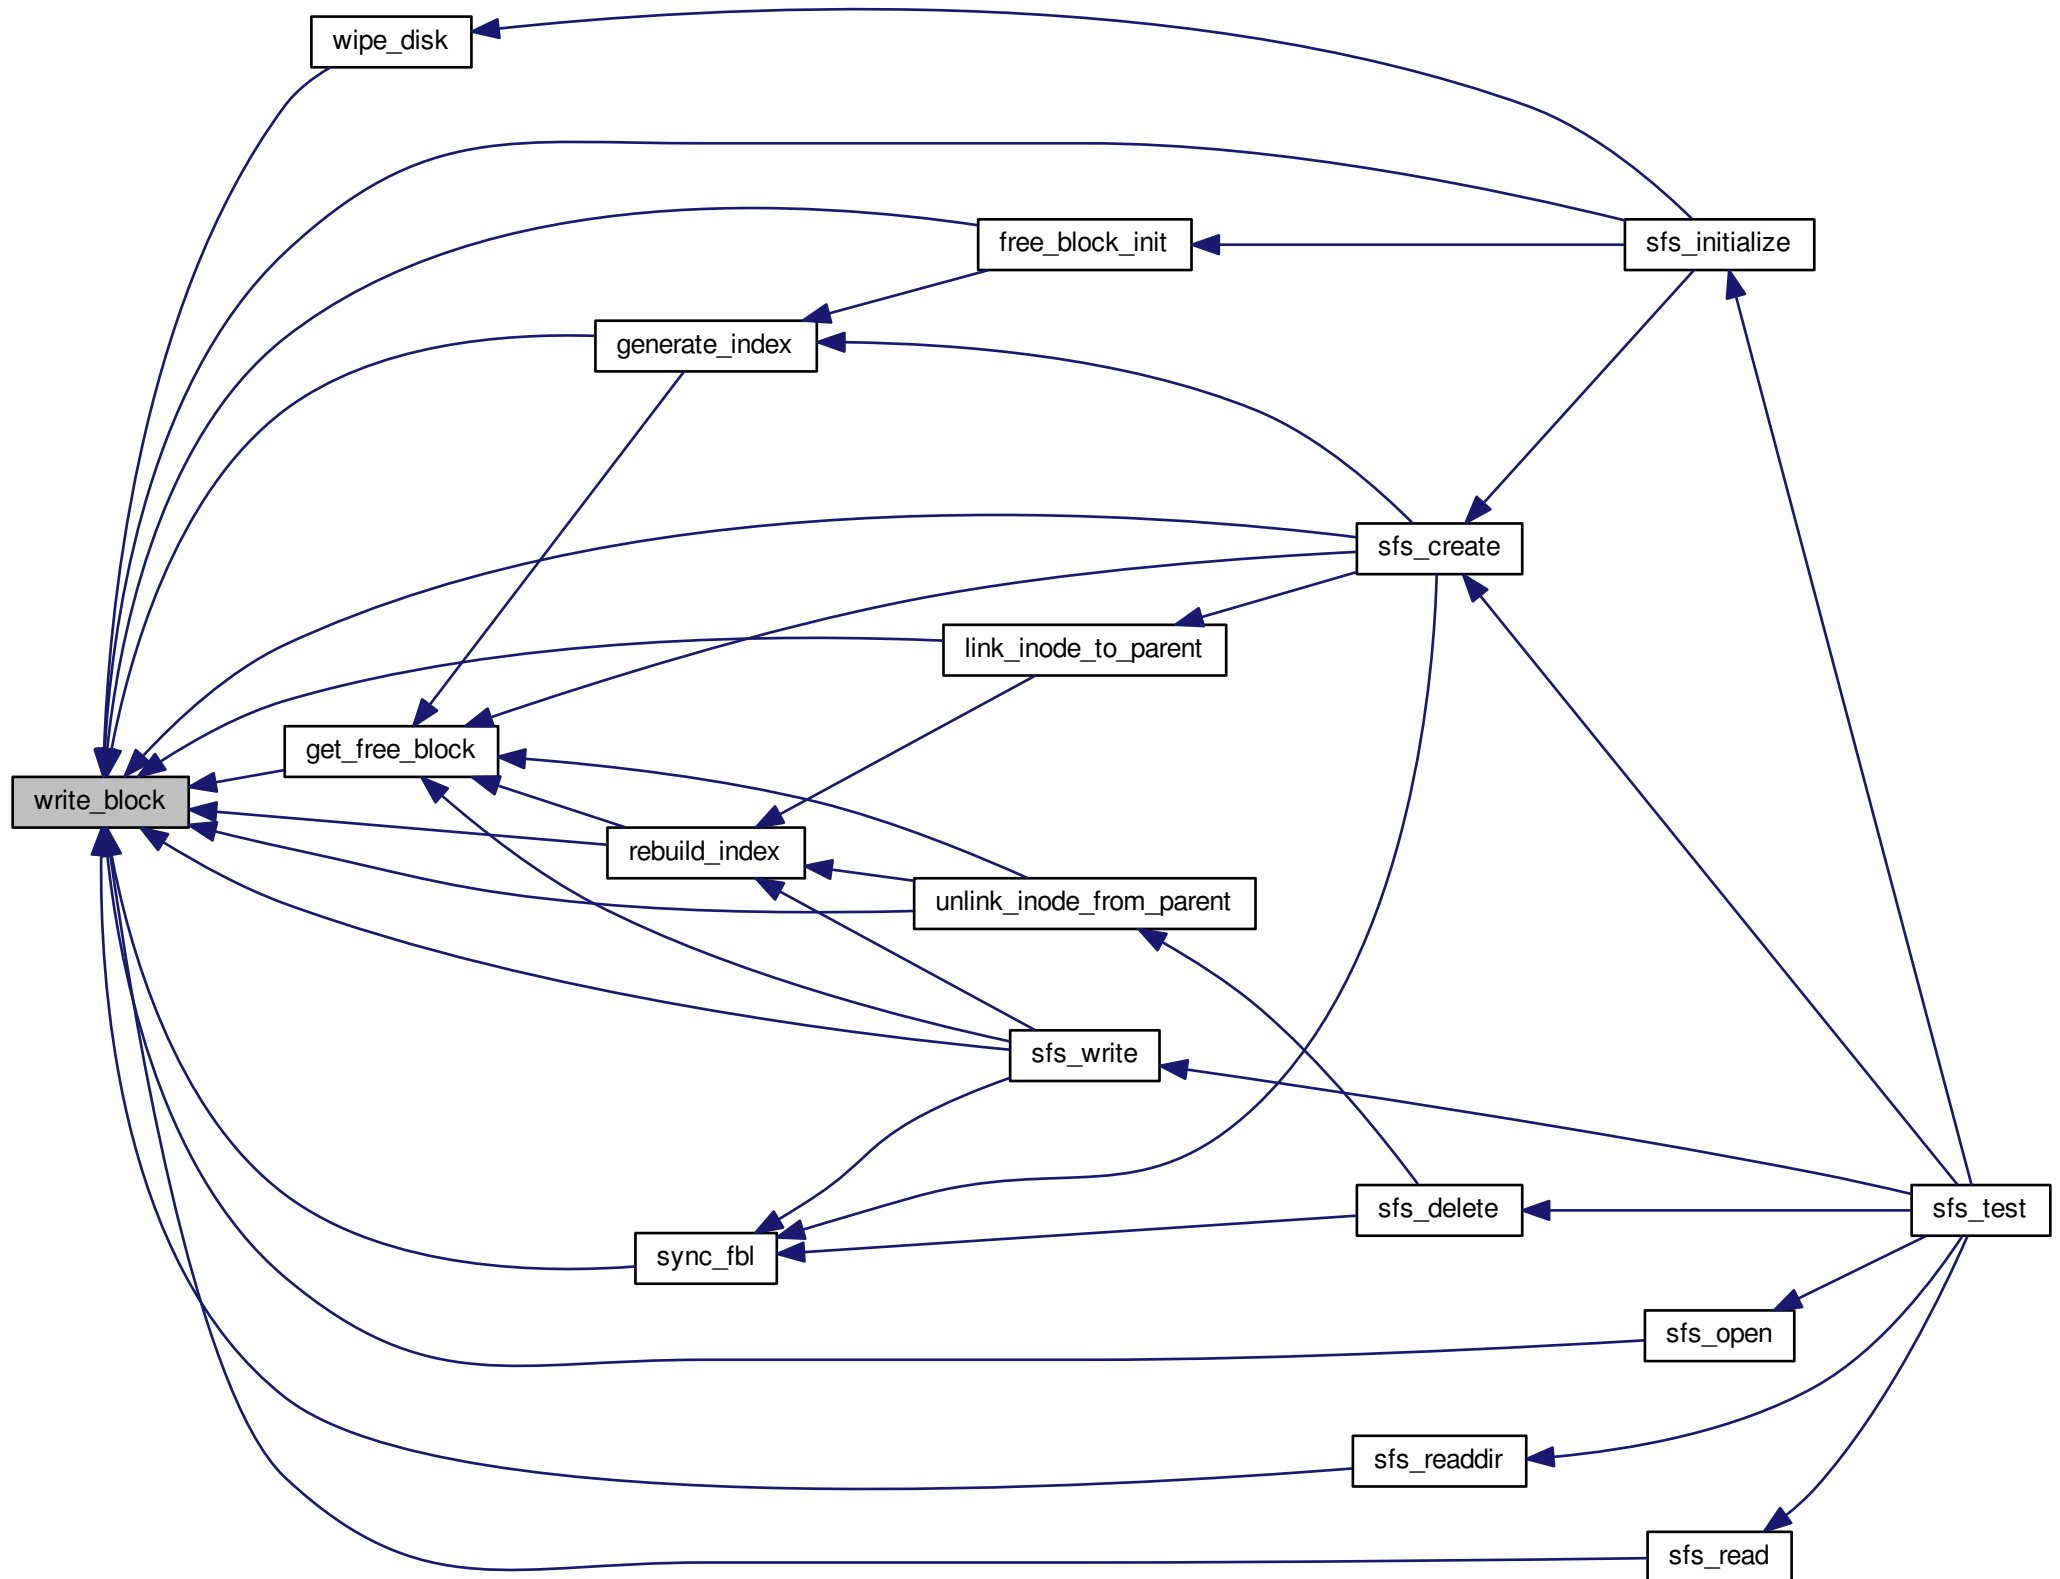 wipe_disk
free_block_init
sfs_initialize
generate_index
sfs_create
link_inode_to_parent
get_free_block
write_block
rebuild_index
unlink_inode_from_parent
sfs_write
sfs_delete
sfs_test
sync_fbl
sfs_open
sfs_readdir
sfs_read